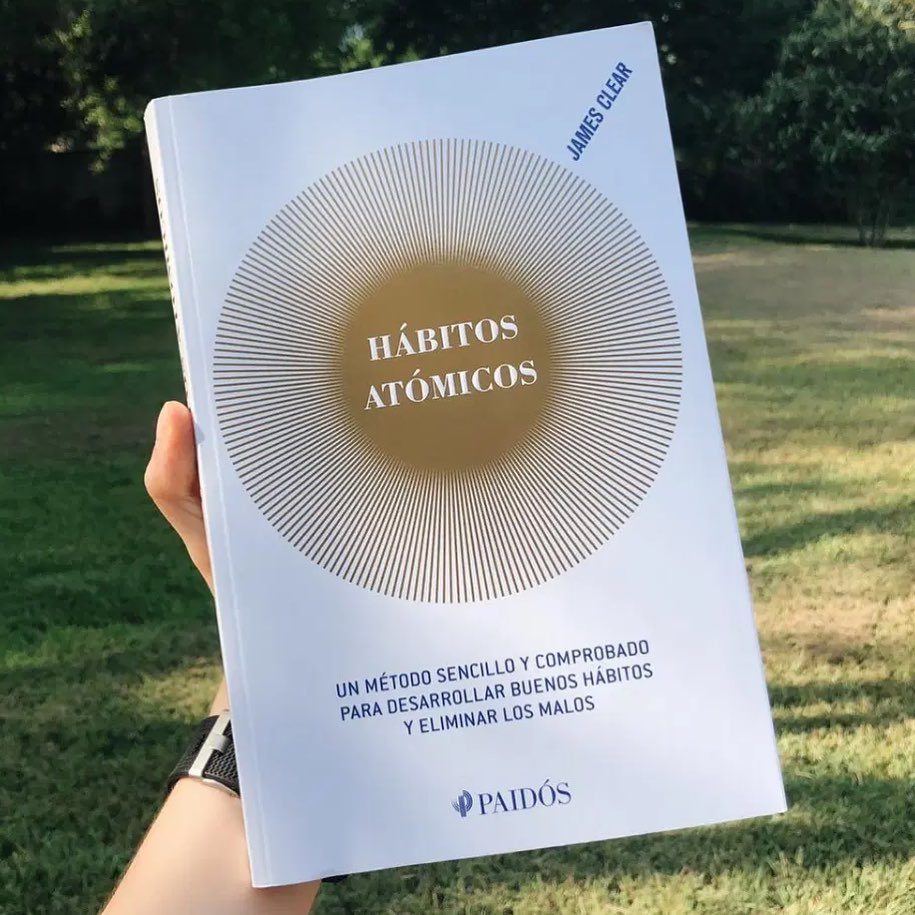 JAMES CLEAR
HÁBITOS
ATÓMICOS
UN MÉTODO SENCILLO Y COMPROBADO
PARA DESARROLLAR BUENOS HÁBITOS
Y ELIMINAR LOS MALOS
PAIDÓS